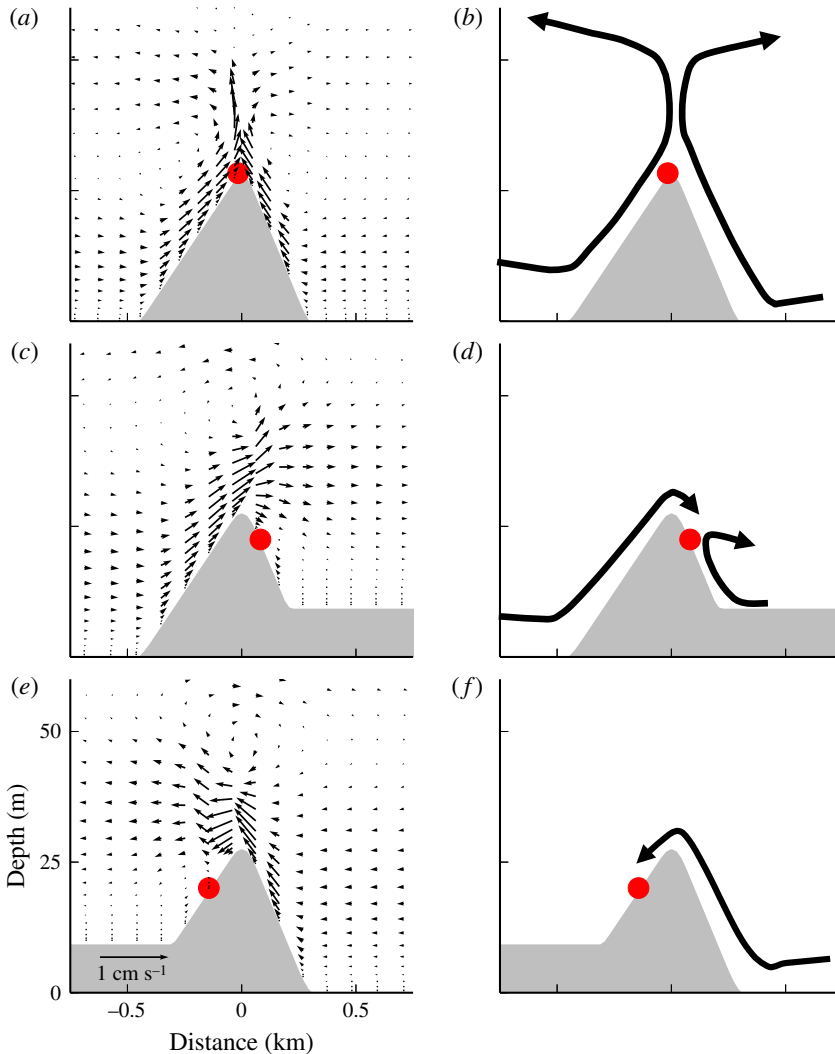 (a)
(b)
(c)
(d)
(e)
(f)
50
25
0
Depth (m)
1 cm s⁻¹
−0.5
0
0.5
Distance (km)